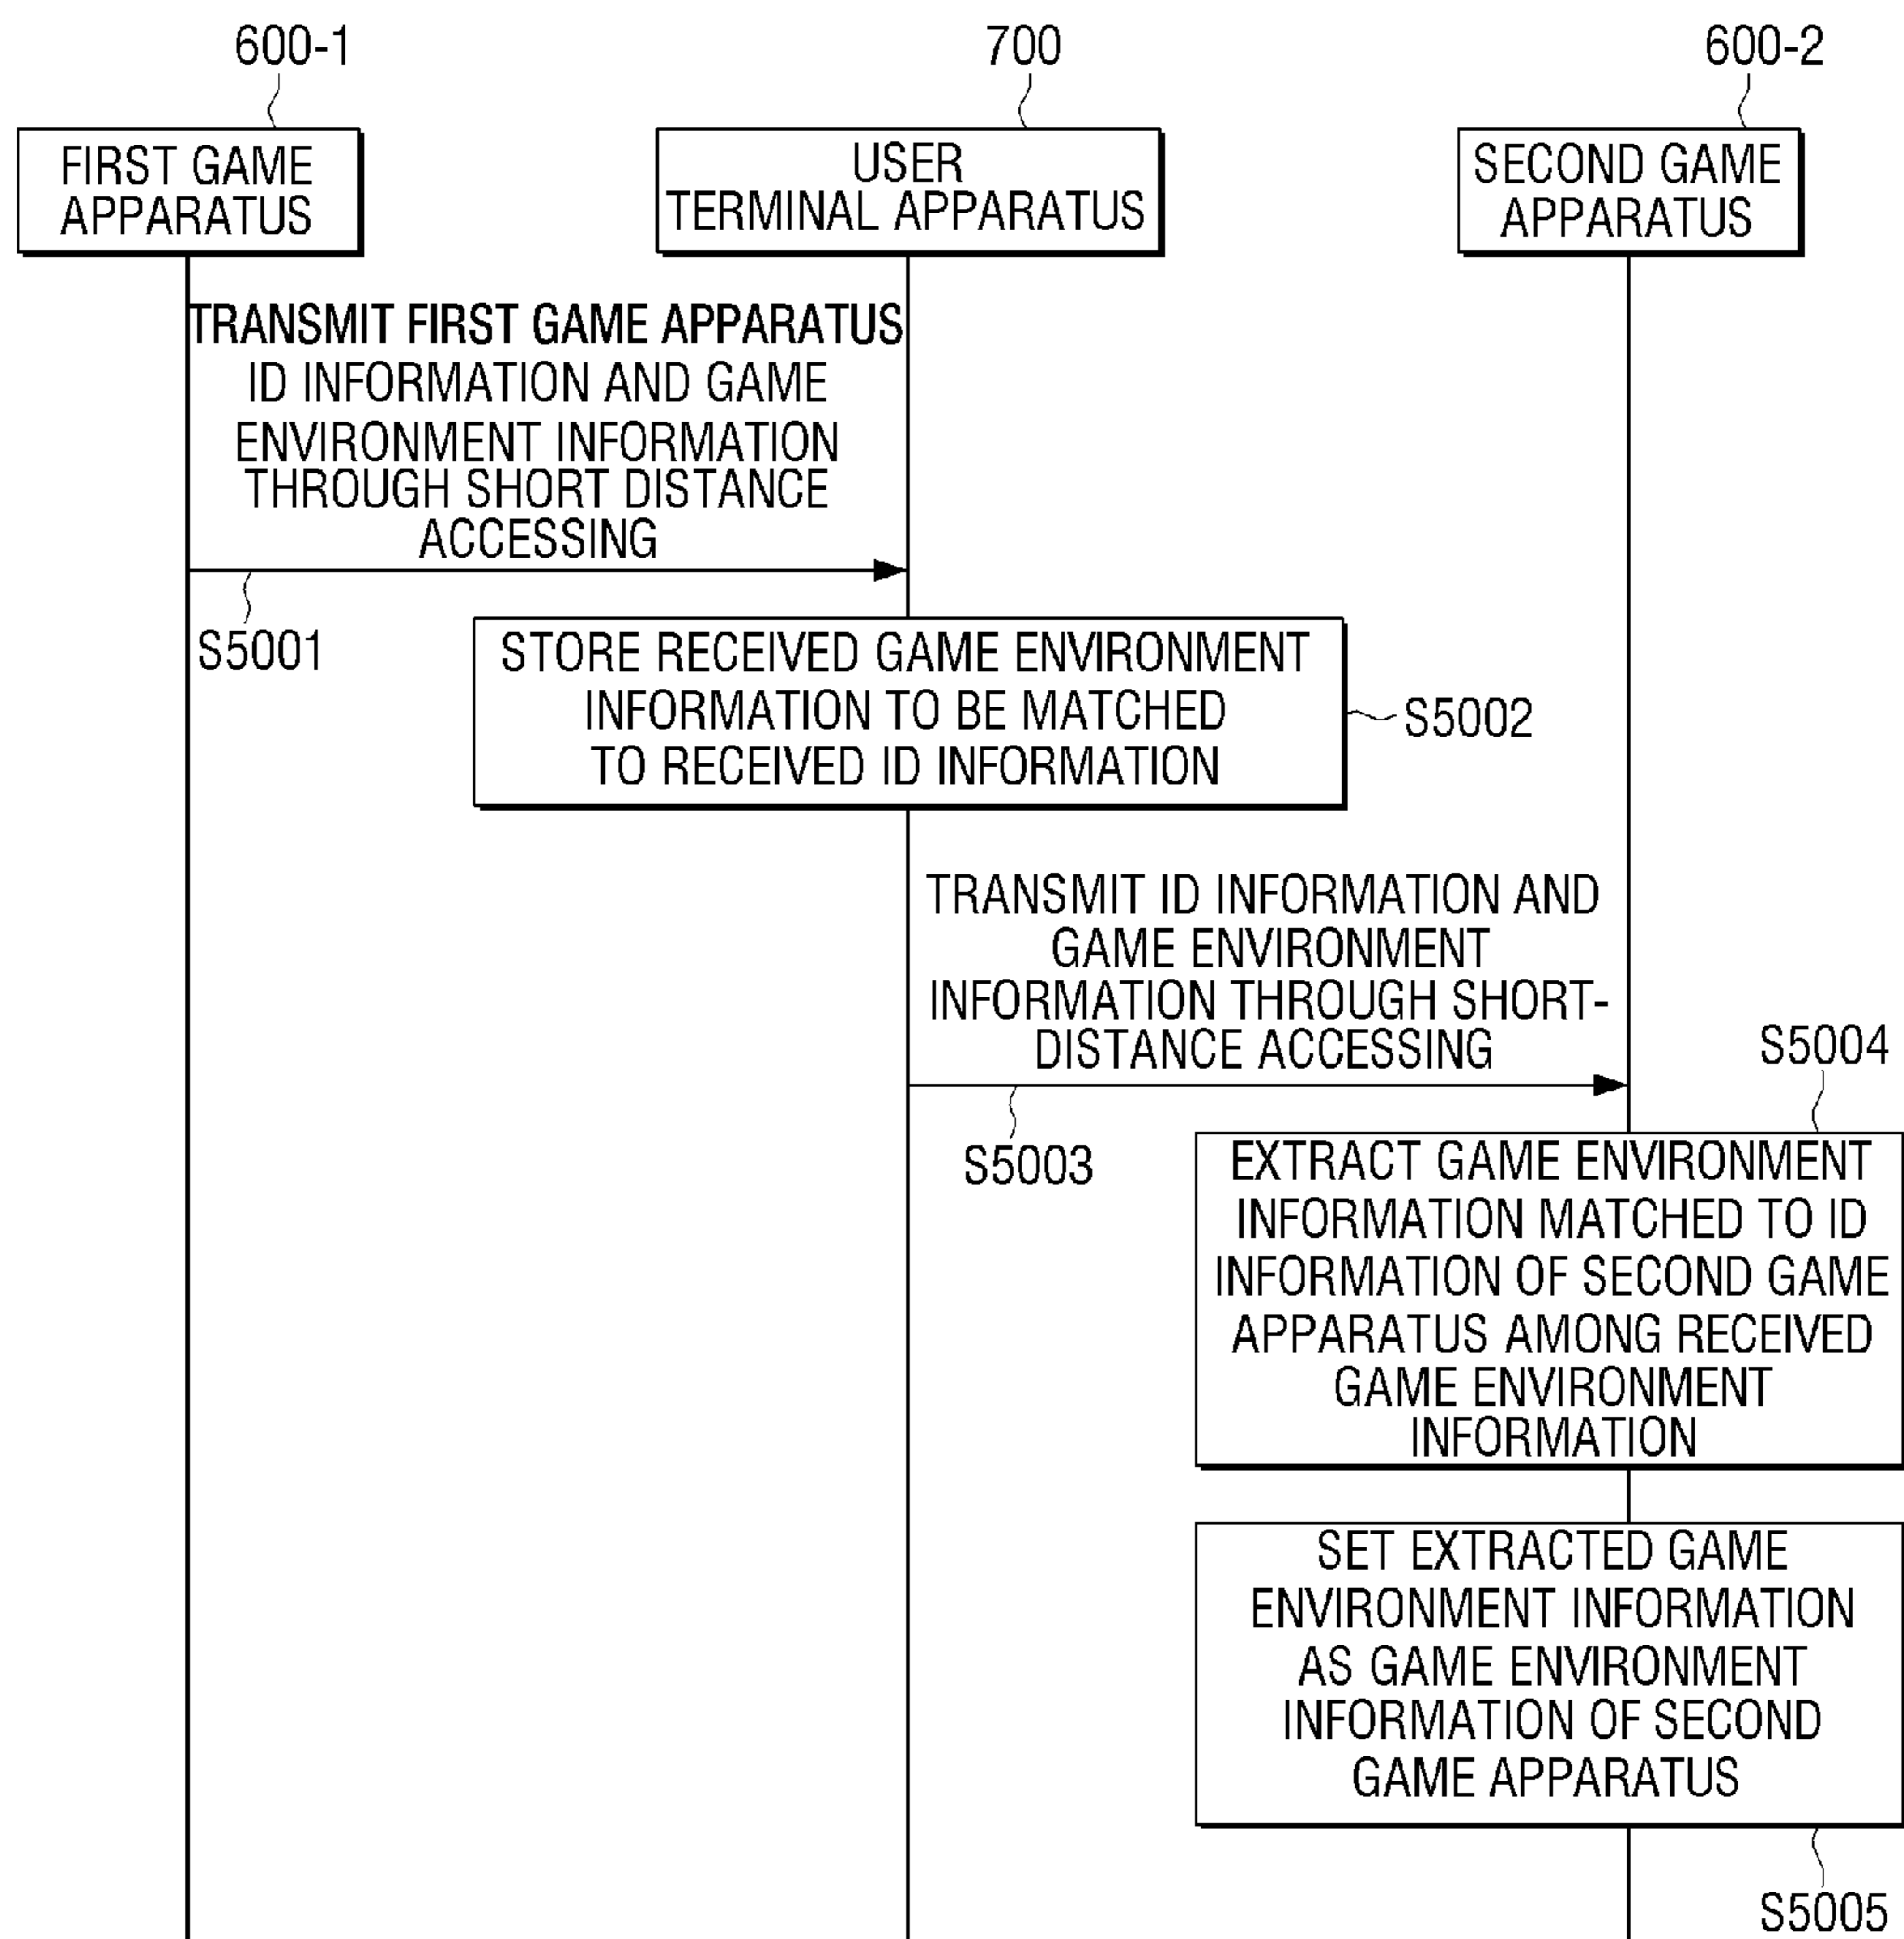 600-1
700
600-2
FIRST GAME
APPARATUS
USER
TERMINAL APPARATUS
SECOND GAME
APPARATUS
TRANSMIT FIRST GAME APPARATUS
ID INFORMATION AND GAME
ENVIRONMENT INFORMATION
THROUGH SHORT DISTANCE
ACCESSING
S5001
STORE RECEIVED GAME ENVIRONMENT
INFORMATION TO BE MATCHED
TO RECEIVED ID INFORMATION
S5002
TRANSMIT ID INFORMATION AND
GAME ENVIRONMENT
INFORMATION THROUGH SHORT-
DISTANCE ACCESSING
S5003
S5004
EXTRACT GAME ENVIRONMENT
INFORMATION MATCHED TO ID
INFORMATION OF SECOND GAME
APPARATUS AMONG RECEIVED
GAME ENVIRONMENT
INFORMATION
SET EXTRACTED GAME
ENVIRONMENT INFORMATION
AS GAME ENVIRONMENT
INFORMATION OF SECOND
GAME APPARATUS
S5005